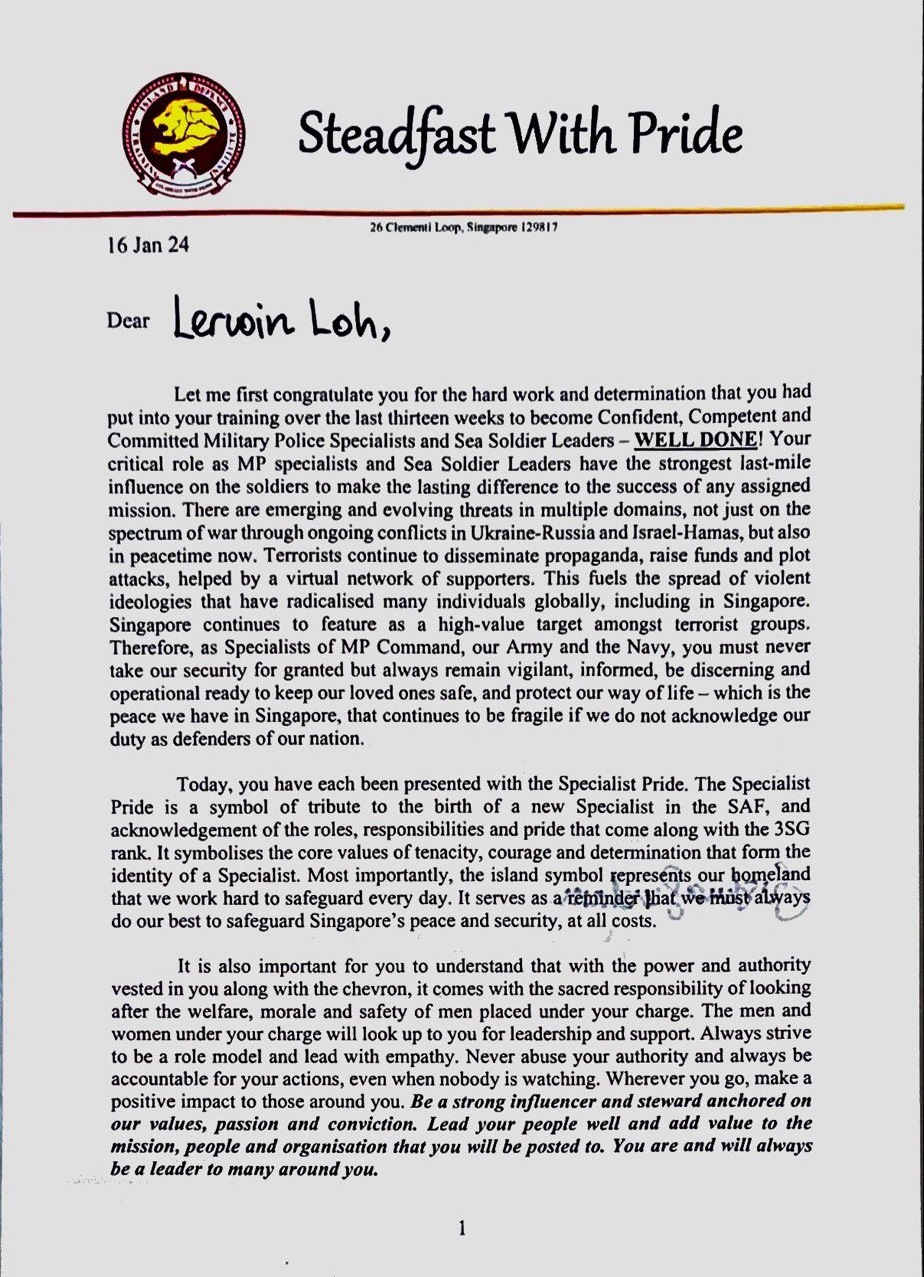 ISLAND DEFENCE
TRAINING INSTITUTE
Steadfast With Pride
26 Clementi Loop, Singapore 129817
16 Jan 24
Dear Lerwin Loh,
Let me first congratulate you for the hard work and determination that you had
put into your training over the last thirteen weeks to become Confident, Competent and
Committed Military Police Specialists and Sea Soldier Leaders – WELL DONE! Your
critical role as MP specialists and Sea Soldier Leaders have the strongest last-mile
influence on the soldiers to make the lasting difference to the success of any assigned
mission. There are emerging and evolving threats in multiple domains, not just on the
spectrum of war through ongoing conflicts in Ukraine-Russia and Israel-Hamas, but also
in peacetime now. Terrorists continue to disseminate propaganda, raise funds and plot
attacks, helped by a virtual network of supporters. This fuels the spread of violent
ideologies that have radicalised many individuals globally, including in Singapore.
Singapore continues to feature as a high-value target amongst terrorist groups.
Therefore, as Specialists of MP Command, our Army and the Navy, you must never
take our security for granted but always remain vigilant, informed, be discerning and
operational ready to keep our loved ones safe, and protect our way of life – which is the
peace we have in Singapore, that continues to be fragile if we do not acknowledge our
duty as defenders of our nation.
Today, you have each been presented with the Specialist Pride. The Specialist
Pride is a symbol of tribute to the birth of a new Specialist in the SAF, and
acknowledgement of the roles, responsibilities and pride that come along with the 3SG
rank. It symbolises the core values of tenacity, courage and determination that form the
identity of a Specialist. Most importantly, the island symbol represents our homeland
that we work hard to safeguard every day. It serves as a reminder that we must always
do our best to safeguard Singapore's peace and security, at all costs.
It is also important for you to understand that with the power and authority
vested in you along with the chevron, it comes with the sacred responsibility of looking
after the welfare, morale and safety of men placed under your charge. The men and
women under your charge will look up to you for leadership and support. Always strive
to be a role model and lead with empathy. Never abuse your authority and always be
accountable for your actions, even when nobody is watching. Wherever you go, make a
positive impact to those around you. Be a strong influencer and steward anchored on
our values, passion and conviction. Lead your people well and add value to the
mission, people and organisation that you will be posted to. You are and will always
be a leader to many around you.
1